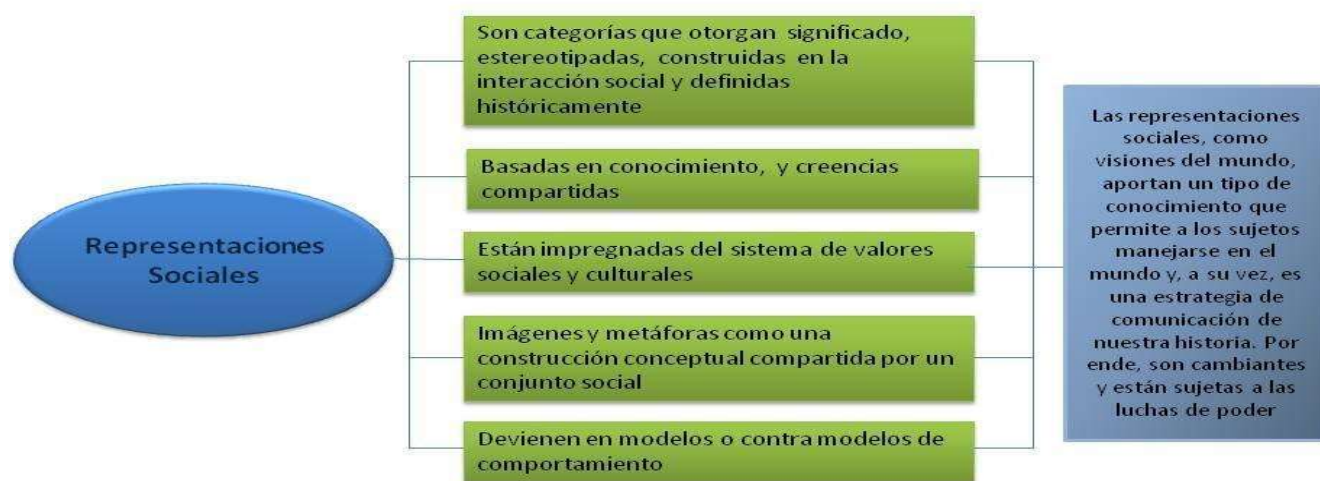 Representaciones
Sociales
Son categorías que otorgan significado,
estereotipadas, construidas en la
interacción social y definidas
históricamente
Basadas en conocimiento, y creencias
compartidas
Están impregnadas del sistema de valores
sociales y culturales
Imágenes y metáforas como una
construcción conceptual compartida por un
conjunto social
Devienen en modelos o contra modelos de
comportamiento
Las representaciones
sociales, como
visiones del mundo,
aportan un tipo de
conocimiento que
permite a los sujetos
manejarse en el
mundo y, a su vez, es
una estrategia de
comunicación de
nuestra historia. Por
ende, son cambiantes
y están sujetas a las
luchas de poder